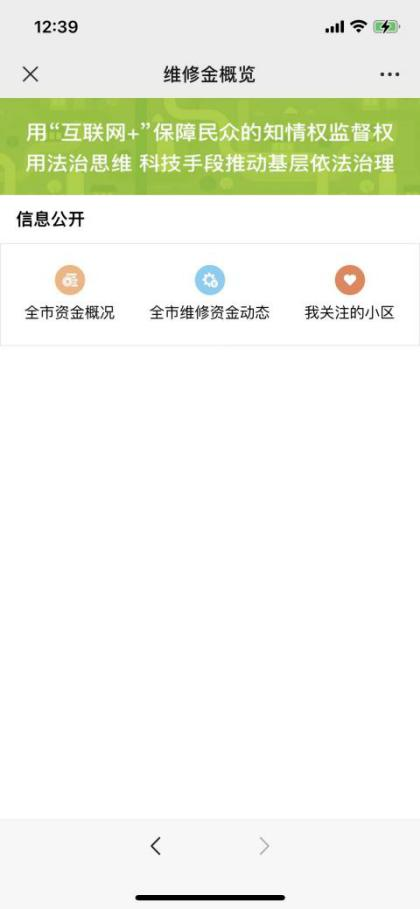 12:39
维修金概览
用“互联网+”保障民众的知情权监督权
用法治思维 科技手段推动基层依法治理
信息公开
全市资金概况 全市维修资金动态 我关注的小区